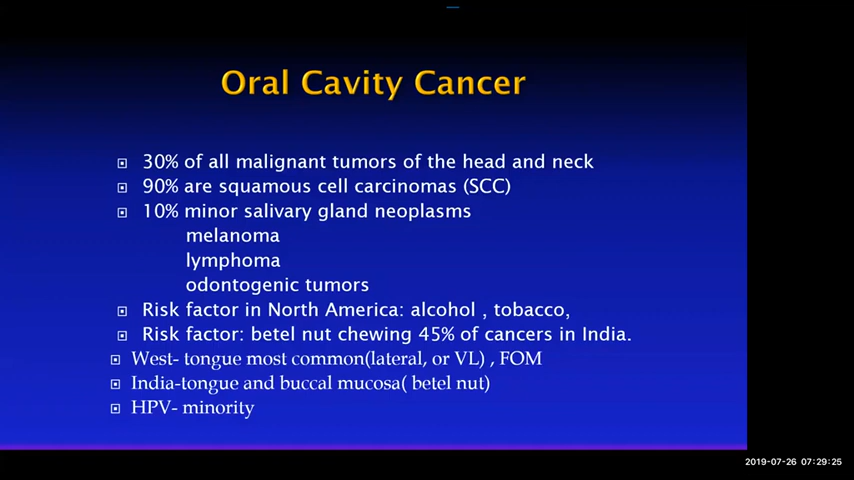 Oral Cavity Cancer
30% of all malignant tumors of the head and neck
90% are squamous cell carcinomas (SCC)
10% minor salivary gland neoplasms
melanoma
lymphoma
odontogenic tumors
Risk factor in North America: alcohol , tobacco,
Risk factor: betel nut chewing 45% of cancers in India.
West- tongue most common(lateral, or VL) , FOM
India-tongue and buccal mucosa( betel nut)
HPV- minority
2019-07-26 07:29:25